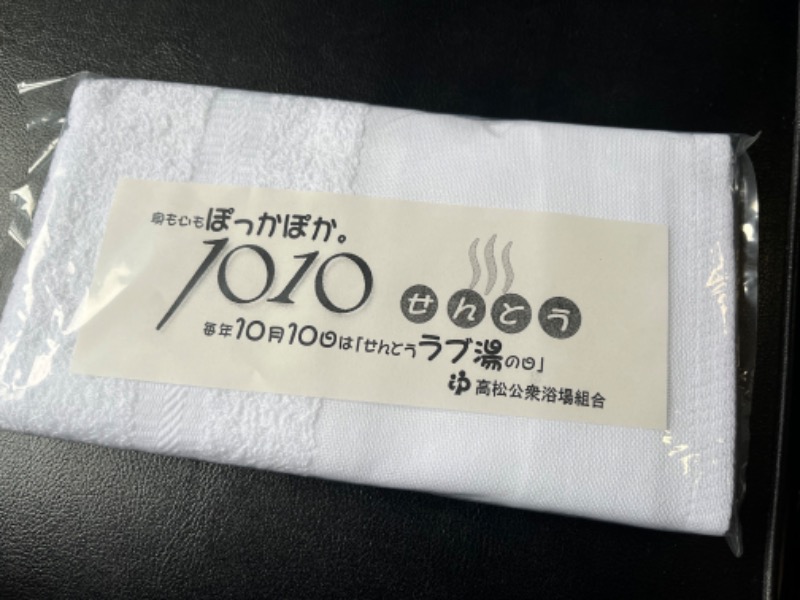 身も心もぽっかぽか。
1010 せんとう
毎年10月10日は「せんとうラブ湯の日」
ゆ 高松公衆浴場組合